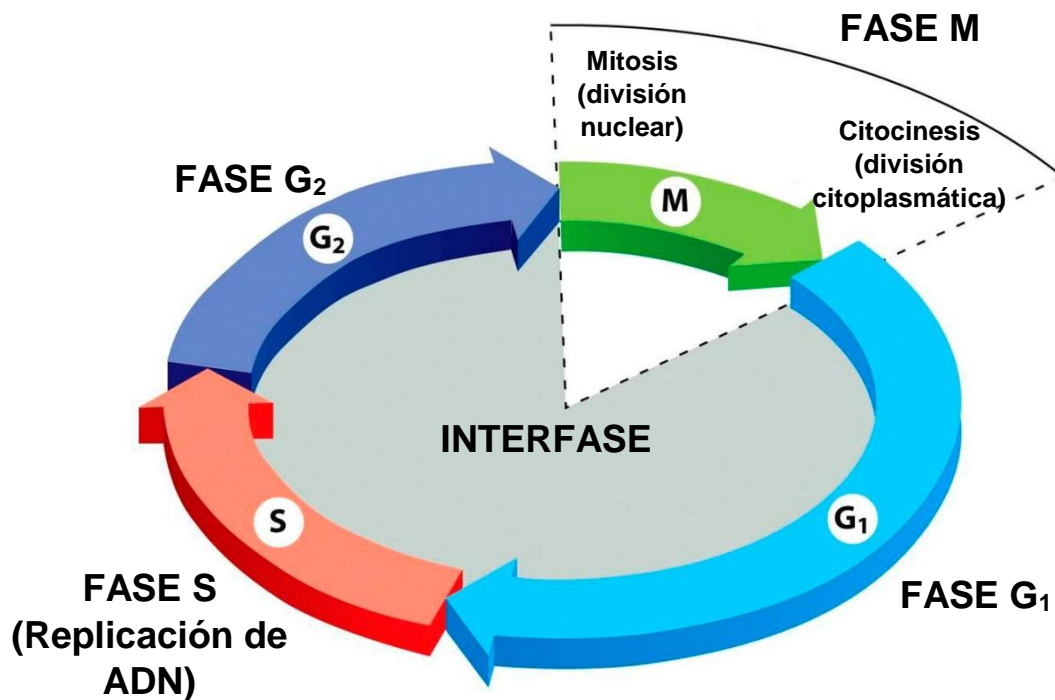 FASE M
Mitosis
(división
nuclear)
Citocinesis
(división
citoplasmática)
FASE G₂
M
G₂
INTERFASE
S
G₁
FASE S
(Replicación de
ADN)
FASE G₁